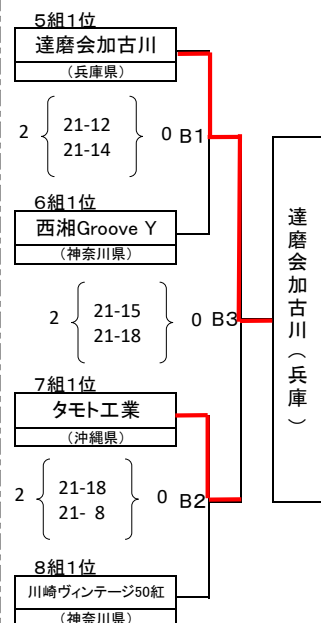 5組1位
達磨会加古川
（兵庫県）
21-12
2 0 B1
21-14
6組1位
西湘Groove Y
（神奈川県）
21-15
2 0 B3
21-18
7組1位
タモト工業
（沖縄県）
21-18
2 0 B2
21- 8
8組1位
川崎ヴィンテージ50紅
（神奈川県）
達磨会加古川（兵庫）